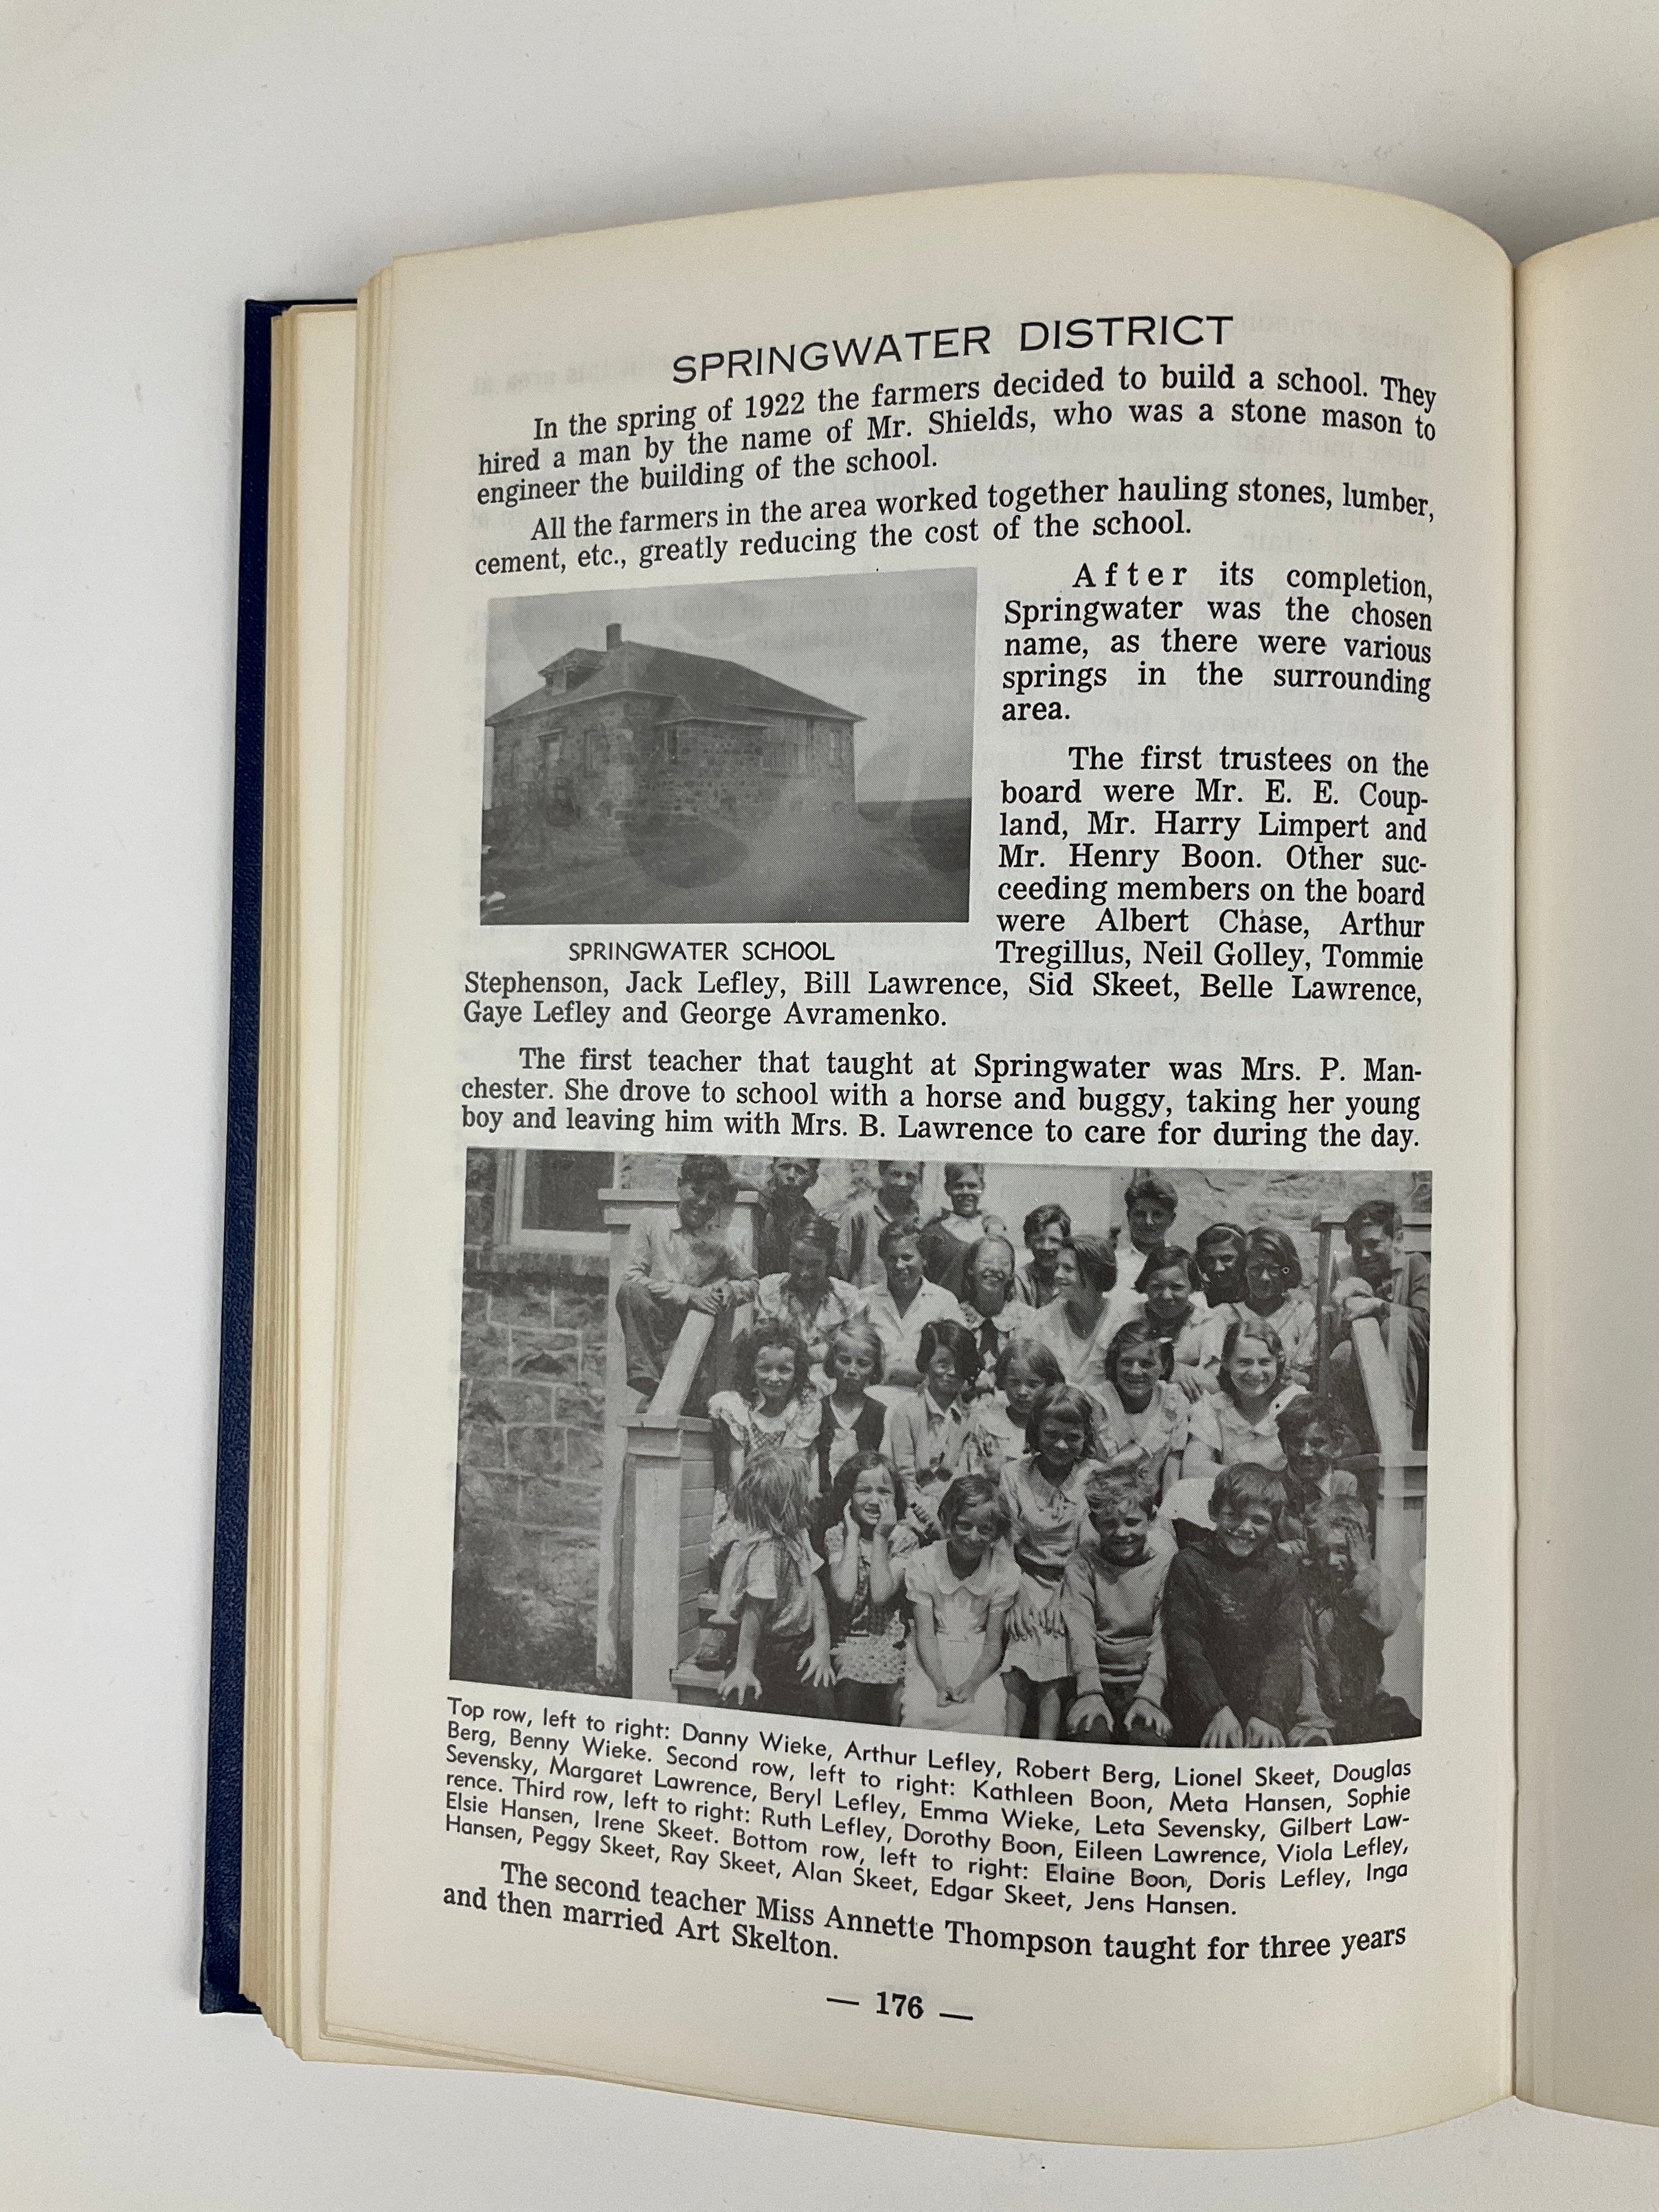 SPRINGWATER DISTRICT
In the spring of 1922 the farmers decided to build a school. They
hired a man by the name of Mr. Shields, who was a stone mason to
engineer the building of the school.
All the farmers in the area worked together hauling stones, lumber,
cement, etc., greatly reducing the cost of the school.
After its completion,
Springwater was the chosen
name, as there were various
springs in the surrounding
area.
The first trustees on the
board were Mr. E. E. Coup-
land, Mr. Harry Limpert and
Mr. Henry Boon. Other suc-
ceeding members on the board
were Albert Chase, Arthur
SPRINGWATER SCHOOL
Tregillus, Neil Golley, Tommie
Stephenson, Jack Lefley, Bill Lawrence, Sid Skeet, Belle Lawrence,
Gaye Lefley and George Avramenko.
The first teacher that taught at Springwater was Mrs. P. Man-
chester. She drove to school with a horse and buggy, taking her young
boy and leaving him with Mrs. B. Lawrence to care for during the day.
Top row, left to right: Danny Wieke, Arthur Lefley, Robert Berg, Lionel Skeet, Douglas
Berg, Benny Wieke. Second row, left to right: Kathleen Boon, Meta Hansen, Sophie
Sevensky, Margaret Lawrence, Beryl Lefley, Emma Wieke, Leta Sevensky, Gilbert Law-
rence. Third row, left to right: Ruth Lefley, Dorothy Boon, Eileen Lawrence, Viola Lefley,
Elsie Hansen, Irene Skeet. Bottom row, left to right: Elaine Boon, Doris Lefley, Inga
Hansen, Peggy Skeet, Ray Skeet, Alan Skeet, Edgar Skeet, Jens Hansen.
The second teacher Miss Annette Thompson taught for three years
and then married Art Skelton.
— 176 —